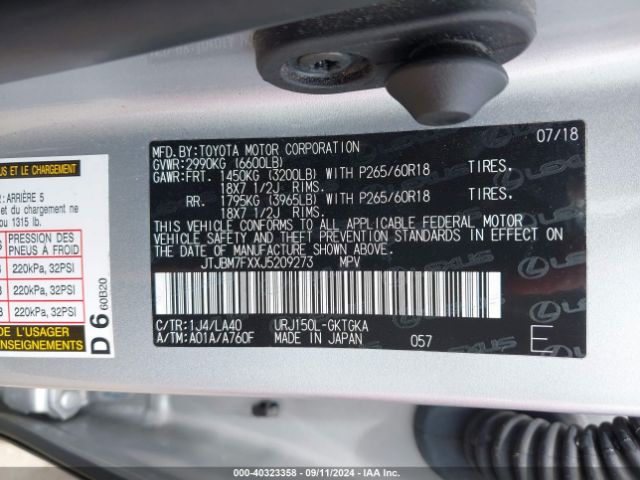 MFD. BY: TOYOTA MOTOR CORPORATION 07/18
GVWR: 2990KG (6600LB)
GAWR: FRT. 1450KG (3200LB) WITH P265/60R18 TIRES,
18X7 1/2J RIMS.
RR. 1795KG (3965LB) WITH P265/60R18 TIRES,
18X7 1/2J RIMS.
THIS VEHICLE CONFORMS TO ALL APPLICABLE FEDERAL MOTOR
VEHICLE SAFETY AND THEFT PREVENTION STANDARDS IN EFFECT ON
THE DATE OF MANUFACTURE SHOWN ABOVE.
JTJBM7FXXJ5209273 MPV
C/TR: 1J4/LA40 URJ150L-GKTGKA
A/TM: A01A/A760F MADE IN JAPAN 057 E
LEXUS
US ET LE CHARGEMENT
: ARRIÈRE 5
et du chargement ne
ou 1315 lb.
PRESSION DES
PNEUS À FROID
220kPa, 32PSI
220kPa, 32PSI
220kPa, 32PSI
DE L'USAGER
ENSEIGNEMENTS
D 6 60B20
000-40323358 - 09/11/2024 - IAA Inc.